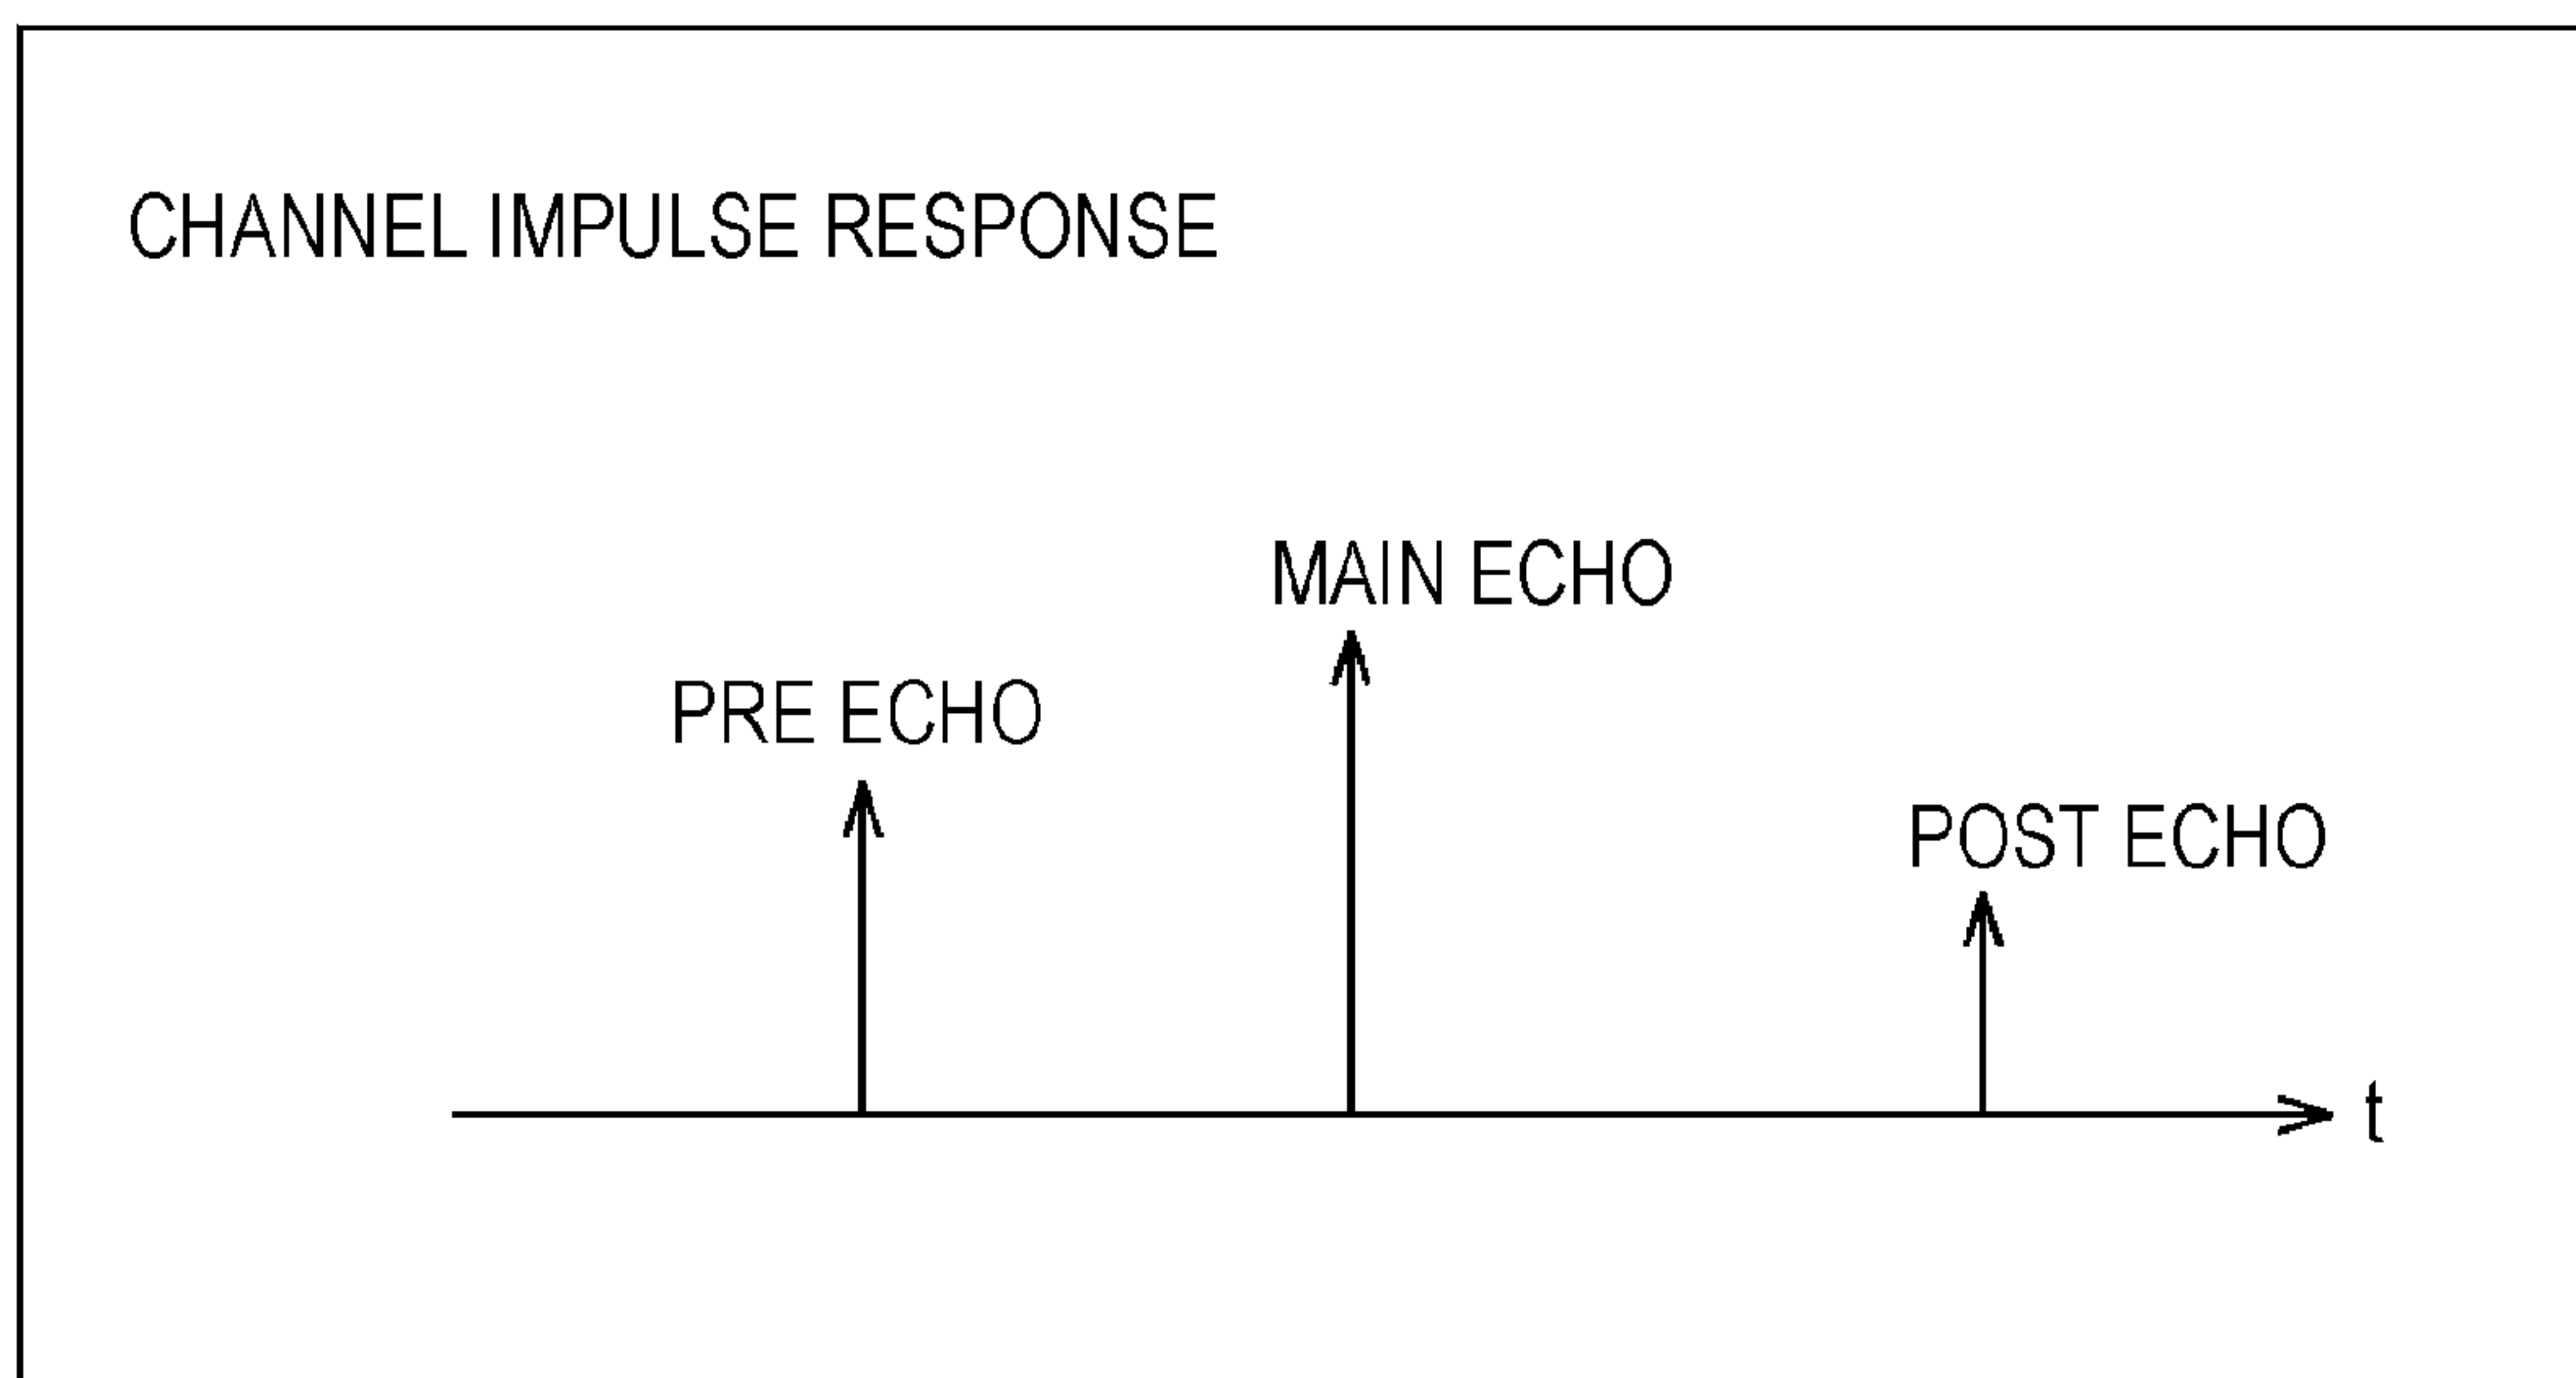 CHANNEL IMPULSE RESPONSE
MAIN ECHO
PRE ECHO
POST ECHO
t